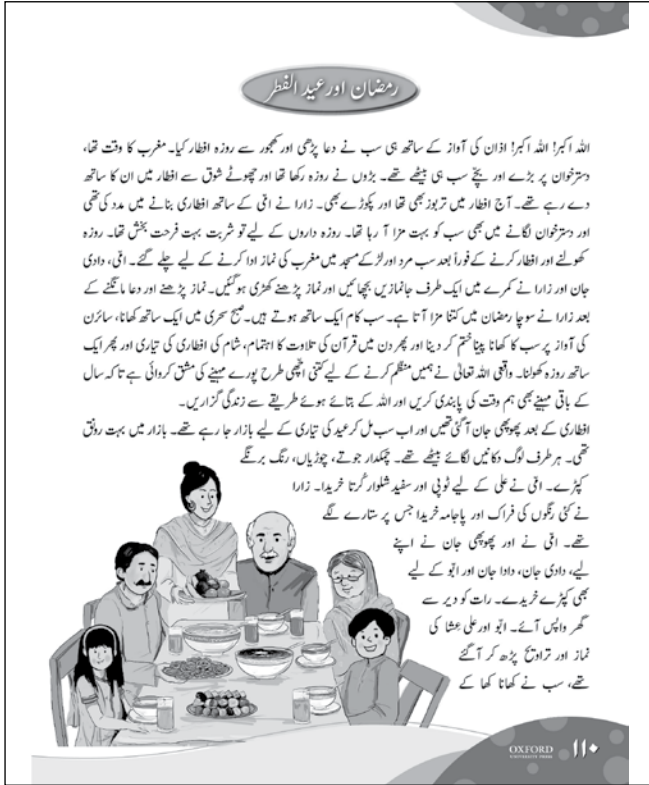 رمضان اور عید الفطر
اللہ اکبر! اللہ اکبر! اذان کی آواز کے ساتھ ہی سب نے دعا پڑھی اور کھجور سے روزہ افطار کیا۔ مغرب کا وقت تھا،
دسترخوان پر بڑے اور بچّے سب ہی بیٹھے تھے۔ بڑوں نے روزہ رکھا تھا اور چھوٹے شوق سے افطار میں ان کا ساتھ
دے رہے تھے۔ آج افطار میں تربوز بھی تھا اور پکوڑے بھی۔ زارا نے امّی کے ساتھ افطاری بنانے میں مدد کی تھی
اور دسترخوان لگانے میں بھی سب کو بہت مزا آ رہا تھا۔ روزہ داروں کے لیے تو شربت بہت فرحت بخش تھا۔ روزہ
کھولنے اور افطار کرنے کے فوراً بعد سب مرد اور لڑکے مسجد میں مغرب کی نماز ادا کرنے کے لیے چلے گئے۔ امّی، دادی
جان اور زارا نے کمرے میں ایک طرف جانمازیں بچھائیں اور نماز پڑھنے کھڑی ہوگئیں۔ نماز پڑھنے اور دعا مانگنے کے
بعد زارا نے سوچا رمضان میں کتنا مزا آتا ہے۔ سب کام ایک ساتھ ہوتے ہیں۔ صبح سحری میں ایک ساتھ کھانا، سائرن
کی آواز پر سب کا کھانا پینا ختم کر دینا اور پھر دن میں قرآن کی تلاوت کا اہتمام، شام کی افطاری کی تیاری اور پھر ایک
ساتھ روزہ کھولنا۔ واقعی اللہ تعالیٰ نے ہمیں منظم کرنے کے لیے کتنی اچّھی طرح پورے مہینے کی مشق کروائی ہے تاکہ سال
کے باقی مہینے بھی ہم وقت کی پابندی کریں اور اللہ کے بتائے ہوئے طریقے سے زندگی گزاریں۔
افطاری کے بعد پھوپھی جان آگئی تھیں اور اب سب مل کر عید کی تیاری کے لیے بازار جا رہے تھے۔ بازار میں بہت رونق
تھی۔ ہر طرف لوگ دکانیں لگائے بیٹھے تھے۔ چمکدار جوتے، چوڑیاں، رنگ برنگے
کپڑے۔ امّی نے علی کے لیے ٹوپی اور سفید شلوار کُرتا خریدا۔ زارا
نے کئی رنگوں کی فراک اور پاجامہ خریدا جس پر ستارے لگے
تھے۔ امّی نے اور پھوپھی جان نے اپنے
لیے، دادی جان، دادا جان اور ابّو کے لیے
بھی کپڑے خریدے۔ رات کو دیر سے
گھر واپس آئے۔ ابّو اور علی عِشا کی
نماز اور تراویح پڑھ کر آگئے
تھے، سب نے کھانا کھا کے
OXFORD
UNIVERSITY PRESS
۱۱۰